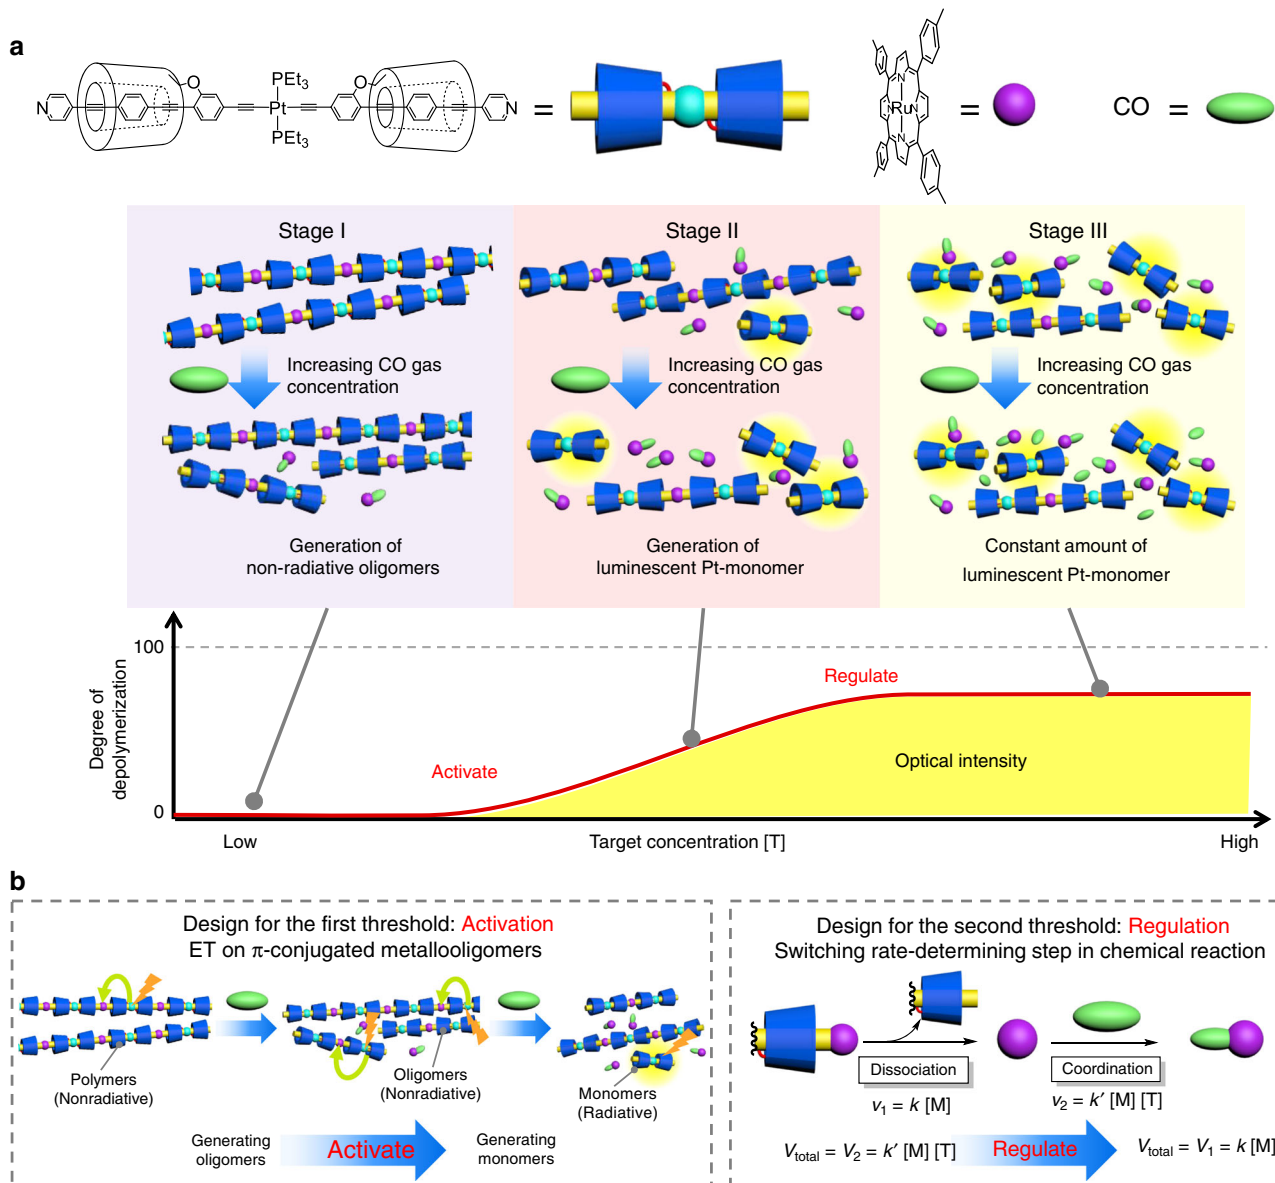 a
N
O
PEt3
Pt
PEt3
O
N
=
N
N
Ru
N
N
=
CO =
Stage I
Stage II
Stage III
Increasing CO gas
concentration
Increasing CO gas
concentration
Increasing CO gas
concentration
Generation of
non-radiative oligomers
Generation of
luminescent Pt-monomer
Constant amount of
luminescent Pt-monomer
100
0
Degree of
depolymerization
Activate
Regulate
Optical intensity
Low
Target concentration [T]
High
b
Design for the first threshold: Activation
ET on π-conjugated metallooligomers
Polymers
(Nonradiative)
Oligomers
(Nonradiative)
Monomers
(Radiative)
Generating
oligomers
Activate
Generating
monomers
Design for the second threshold: Regulation
Switching rate-determining step in chemical reaction
Dissociation
v1 = k [M]
Coordination
v2 = k′ [M] [T]
Vtotal = V2 = k′ [M] [T]
Regulate
Vtotal = V1 = k [M]